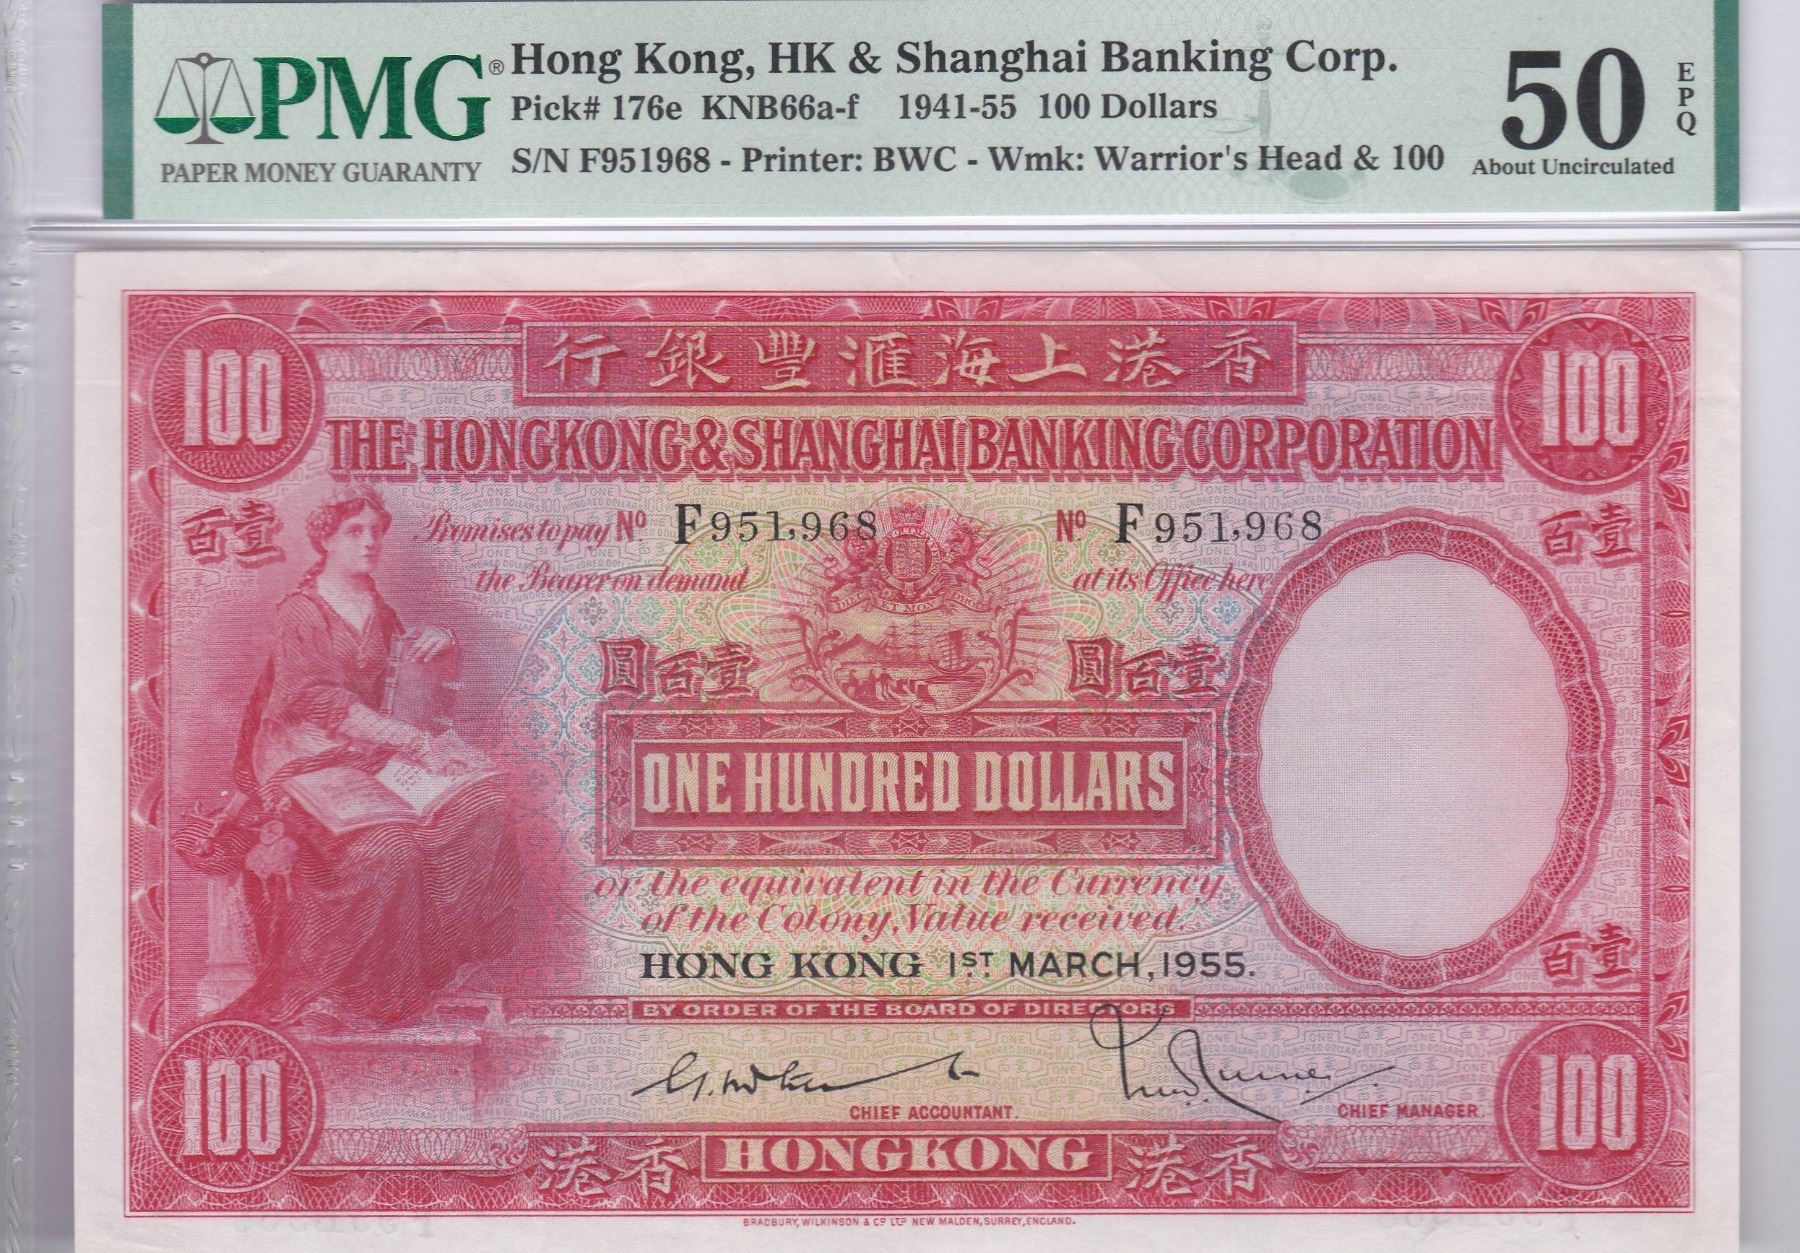 PMG®
PAPER MONEY GUARANTY
Hong Kong, HK & Shanghai Banking Corp.
Pick# 176e KNB66a-f 1941-55 100 Dollars
S/N F951968 - Printer: BWC - Wmk: Warrior's Head & 100
50
EPQ
About Uncirculated
行銀豐滙海上港香
100
100
THE HONGKONG & SHANGHAI BANKING CORPORATION
百壹
百壹
Promises to pay Nº F951,968
Nº F951,968
the Bearer on demand
at its Office here
DIEU ET MON DROIT
圓百壹
圓百壹
ONE HUNDRED DOLLARS
or the equivalent in the Currency
of the Colony, Value received.
百壹
HONG KONG 1ST MARCH, 1955.
BY ORDER OF THE BOARD OF DIRECTORS
CHIEF ACCOUNTANT.
CHIEF MANAGER.
100
100
港香
HONGKONG
港香
BRADBURY, WILKINSON & Cº LTD NEW MALDEN, SURREY, ENGLAND.